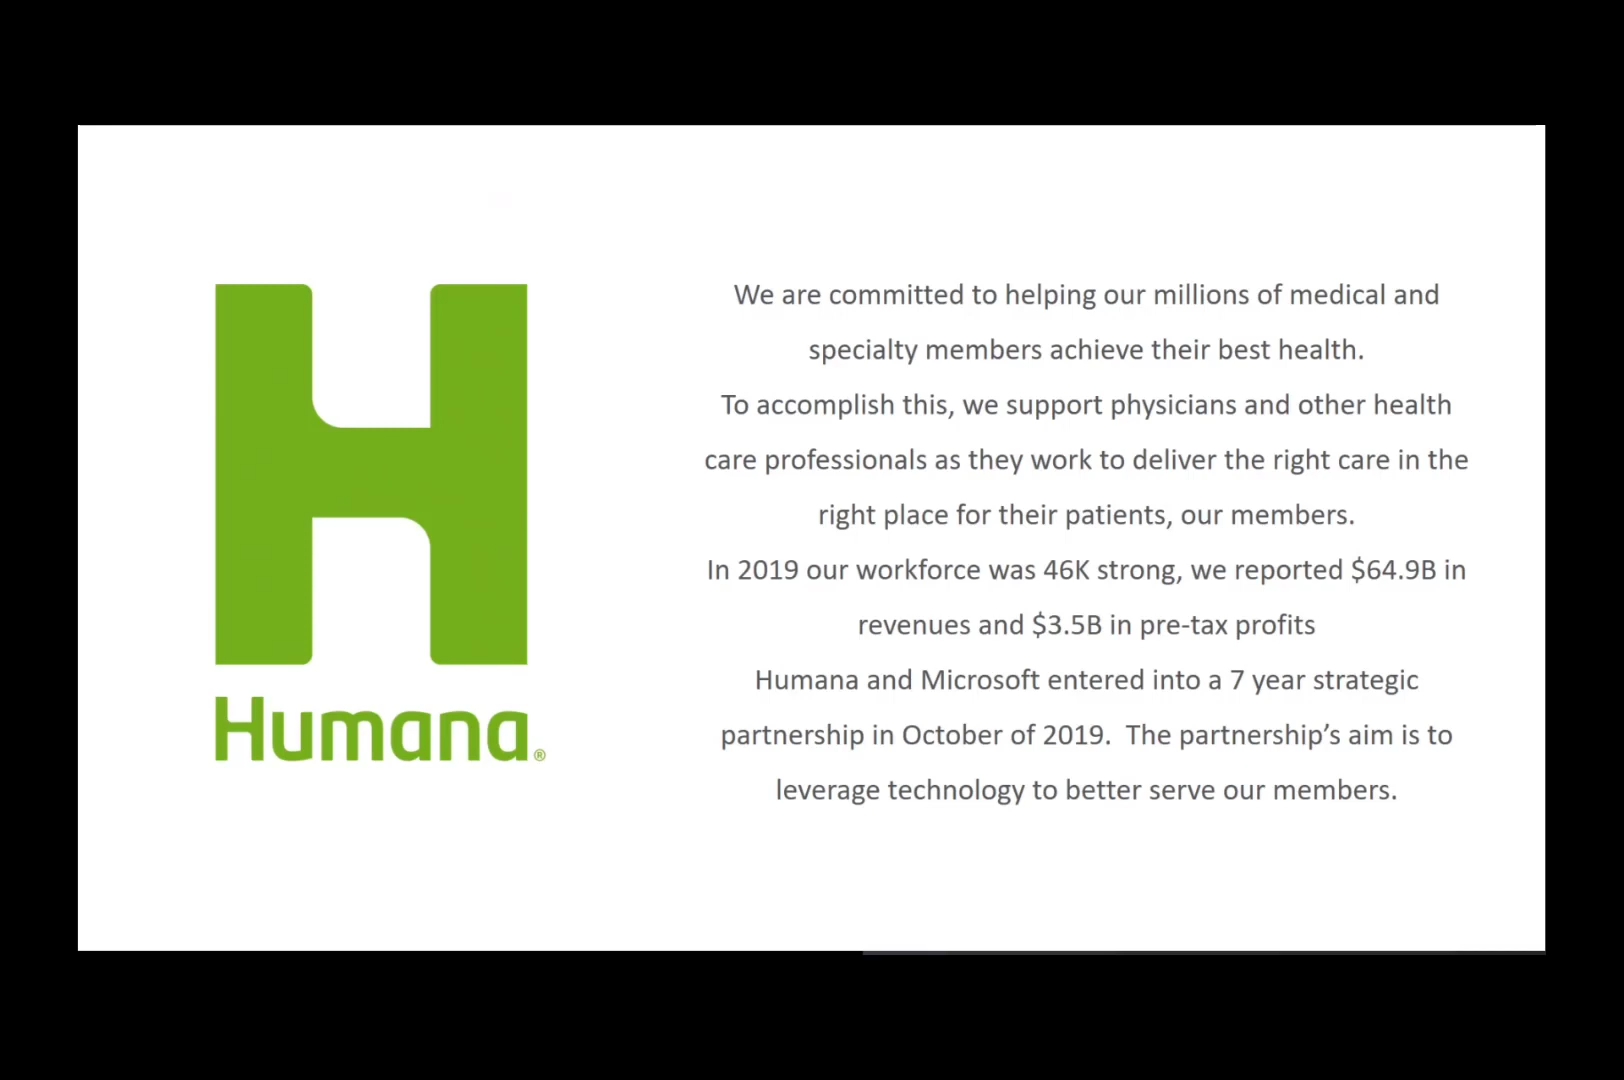 H
Humana®
We are committed to helping our millions of medical and
specialty members achieve their best health.
To accomplish this, we support physicians and other health
care professionals as they work to deliver the right care in the
right place for their patients, our members.
In 2019 our workforce was 46K strong, we reported $64.9B in
revenues and $3.5B in pre-tax profits
Humana and Microsoft entered into a 7 year strategic
partnership in October of 2019.  The partnership’s aim is to
leverage technology to better serve our members.